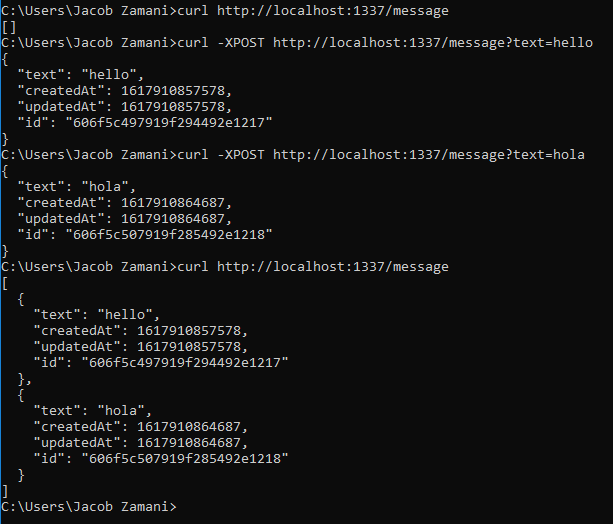 C:\Users\Jacob Zamani>curl http://localhost:1337/message
[]
C:\Users\Jacob Zamani>curl -XPOST http://localhost:1337/message?text=hello
{
  "text": "hello",
  "createdAt": 1617910857578,
  "updatedAt": 1617910857578,
  "id": "606f5c497919f294492e1217"
}
C:\Users\Jacob Zamani>curl -XPOST http://localhost:1337/message?text=hola
{
  "text": "hola",
  "createdAt": 1617910864687,
  "updatedAt": 1617910864687,
  "id": "606f5c507919f285492e1218"
}
C:\Users\Jacob Zamani>curl http://localhost:1337/message
[
  {
    "text": "hello",
    "createdAt": 1617910857578,
    "updatedAt": 1617910857578,
    "id": "606f5c497919f294492e1217"
  },
  {
    "text": "hola",
    "createdAt": 1617910864687,
    "updatedAt": 1617910864687,
    "id": "606f5c507919f285492e1218"
  }
]
C:\Users\Jacob Zamani>